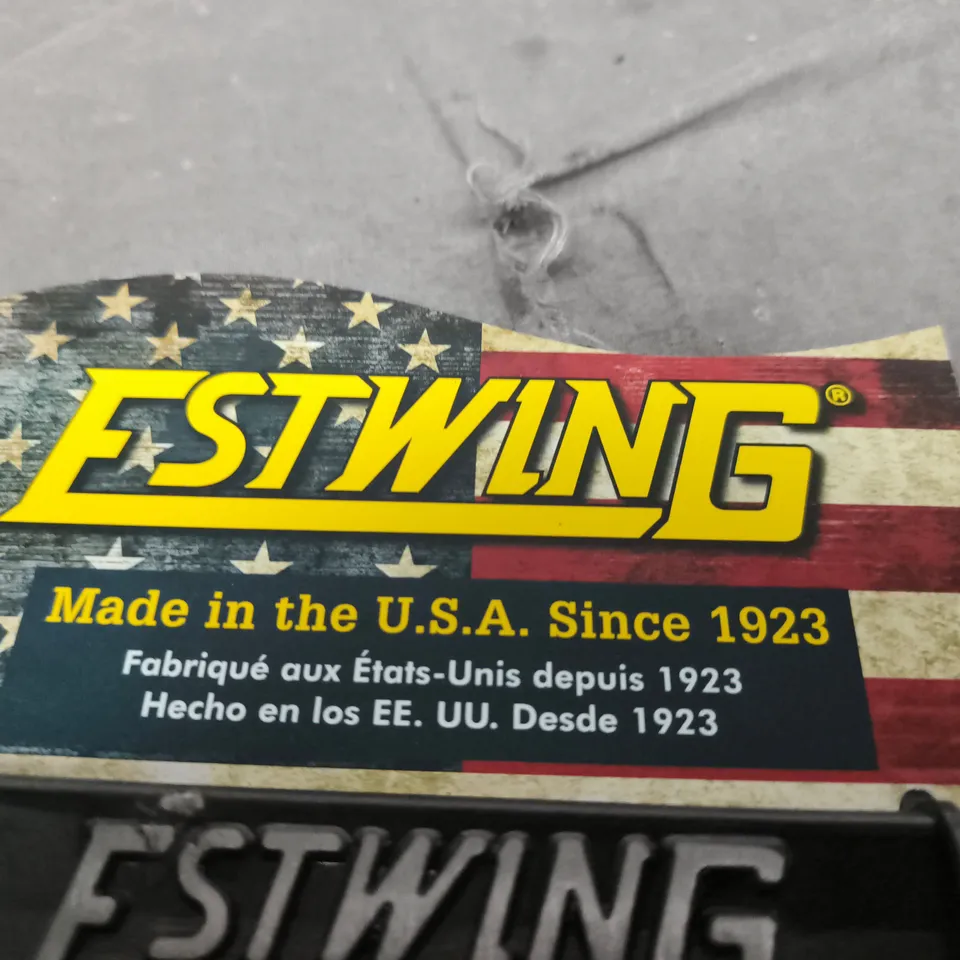 ESTWING®
Made in the U.S.A. Since 1923
Fabriqué aux États-Unis depuis 1923
Hecho en los EE. UU. Desde 1923
ESTWING